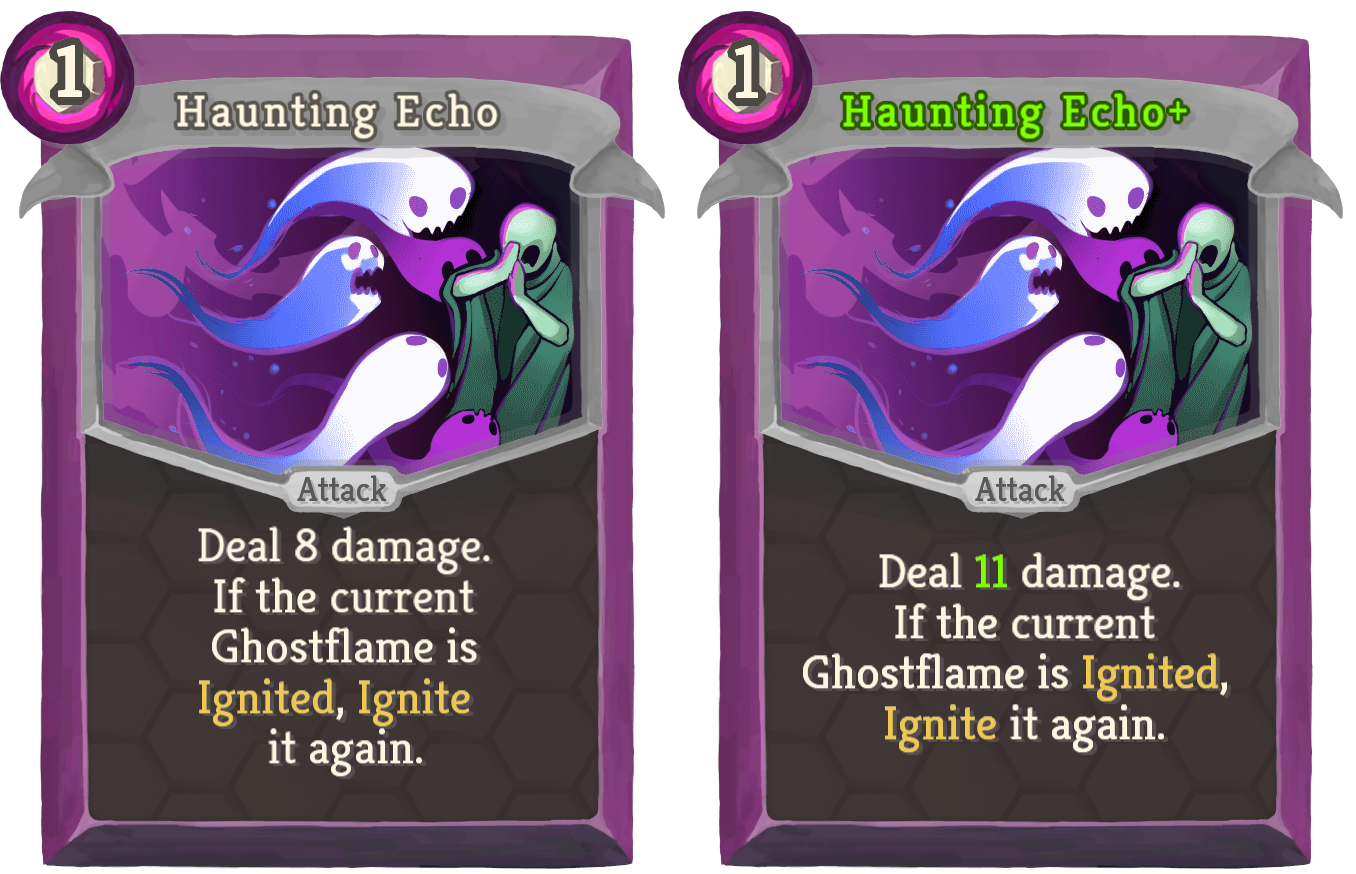 1
Haunting Echo
Attack
Deal 8 damage.
If the current
Ghostflame is
Ignited, Ignite
it again.
1
Haunting Echo+
Attack
Deal 11 damage.
If the current
Ghostflame is Ignited,
Ignite it again.